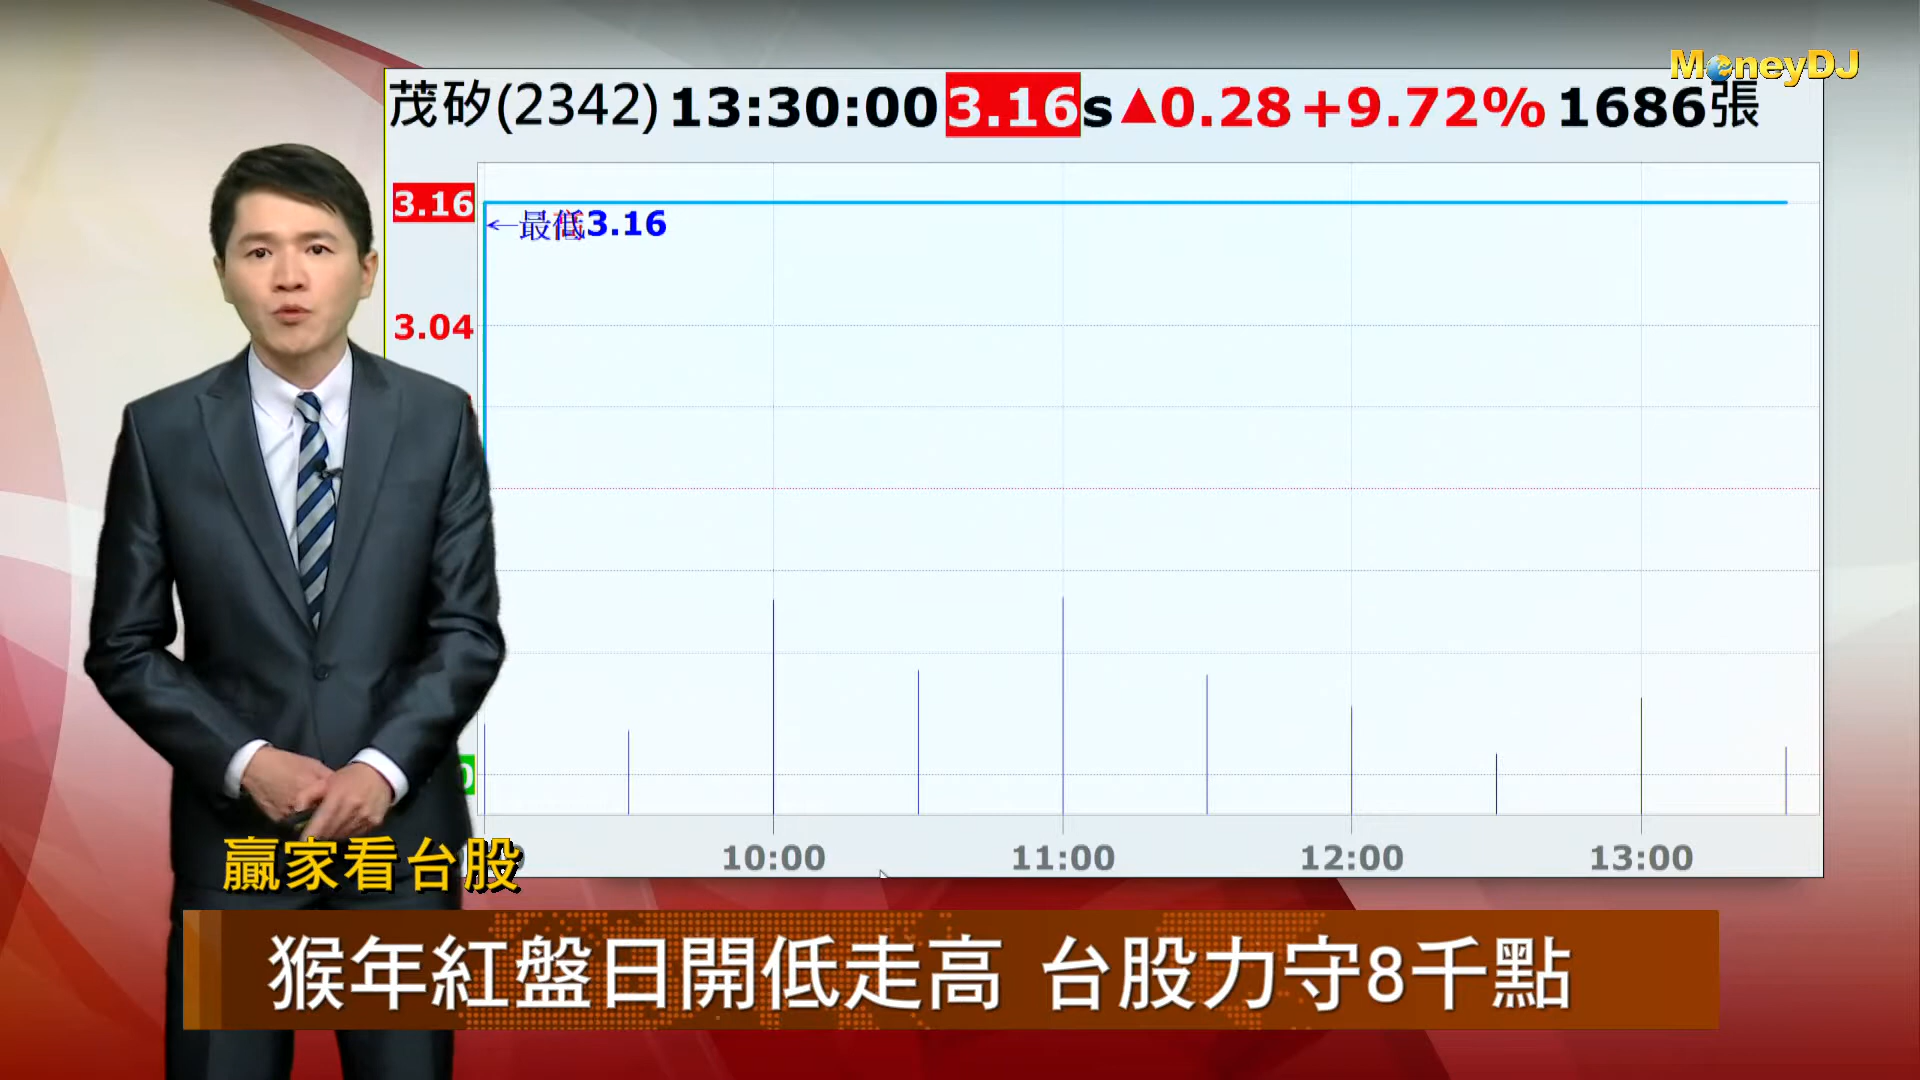 MoneyDJ
茂矽(2342) 13:30:00 3.16s ▲0.28 +9.72% 1686張
3.16
←最低3.16
3.04
0
10:00 11:00 12:00 13:00
贏家看台股
猴年紅盤日開低走高 台股力守8千點